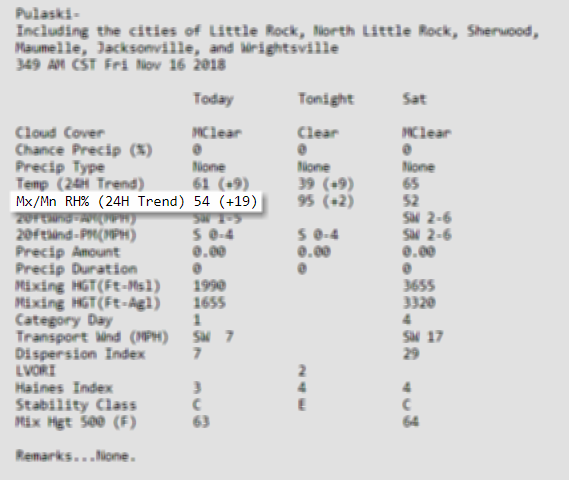 Pulaski-
Including the cities of Little Rock, North Little Rock, Sherwood,
Maumelle, Jacksonville, and Wrightsville
349 AM CST Fri Nov 16 2018
Today Tonight Sat
Cloud Cover MClear Clear MClear
Chance Precip (%) 0 0 0
Precip Type None None None
Temp (24H Trend) 61 (+9) 39 (+9) 65
Mx/Mn RH% (24H Trend) 54 (+19) 95 (+2) 52
20ftWnd-AM(MPH) SW 1-5 SW 2-6
20ftWnd-PM(MPH) S 0-4 S 0-4 SW 2-6
Precip Amount 0.00 0.00 0.00
Precip Duration 0 0 0
Mixing HGT(Ft-Msl) 1990 3655
Mixing HGT(Ft-Agl) 1655 3320
Category Day 1 4
Transport Wnd (MPH) SW 7 SW 17
Dispersion Index 7 29
LVORI 2
Haines Index 3 4 4
Stability Class C E C
Mix Hgt 500 (F) 63 64
Remarks...None.